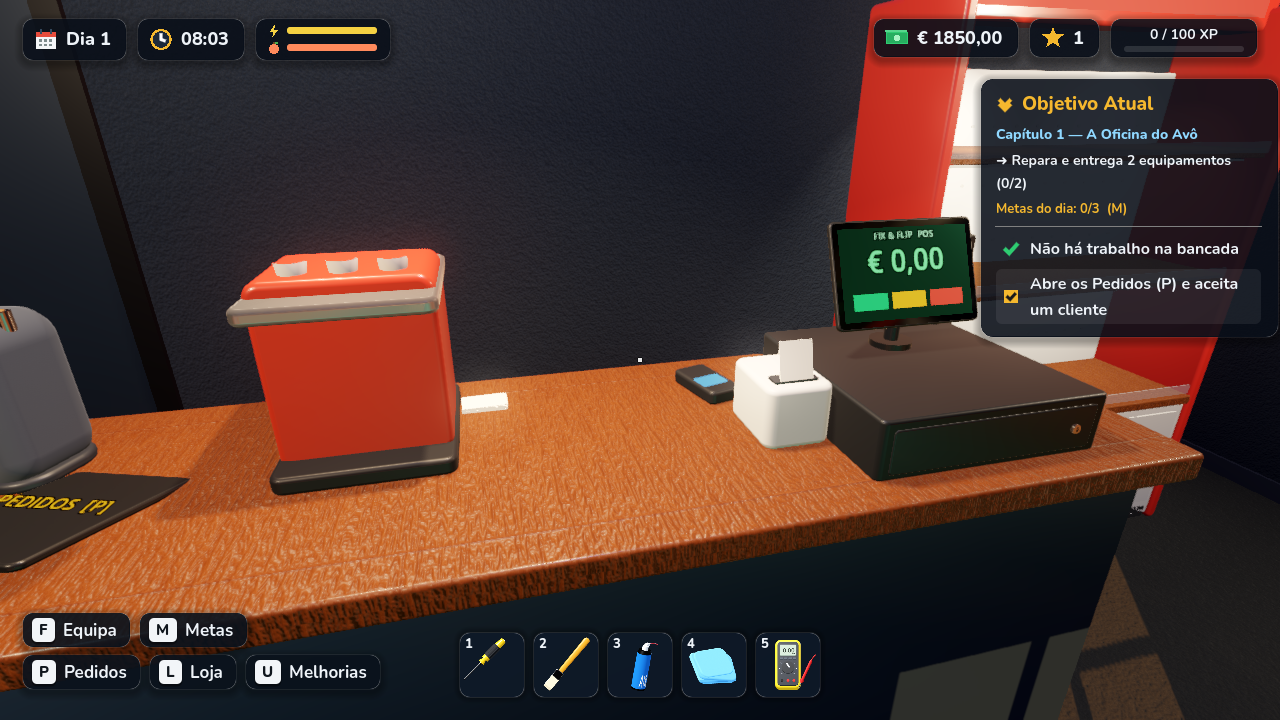 Dia 1
08:03
€ 1850,00
1
0 / 100 XP
Objetivo Atual
Capítulo 1 — A Oficina do Avô
→ Repara e entrega 2 equipamentos
(0/2)
Metas do dia: 0/3 (M)
Não há trabalho na bancada
Abre os Pedidos (P) e aceita
um cliente
FIX & FLIP POS
€ 0,00
PEDIDOS [P]
F Equipa
M Metas
P Pedidos
L Loja
U Melhorias
1
2
3
4
5